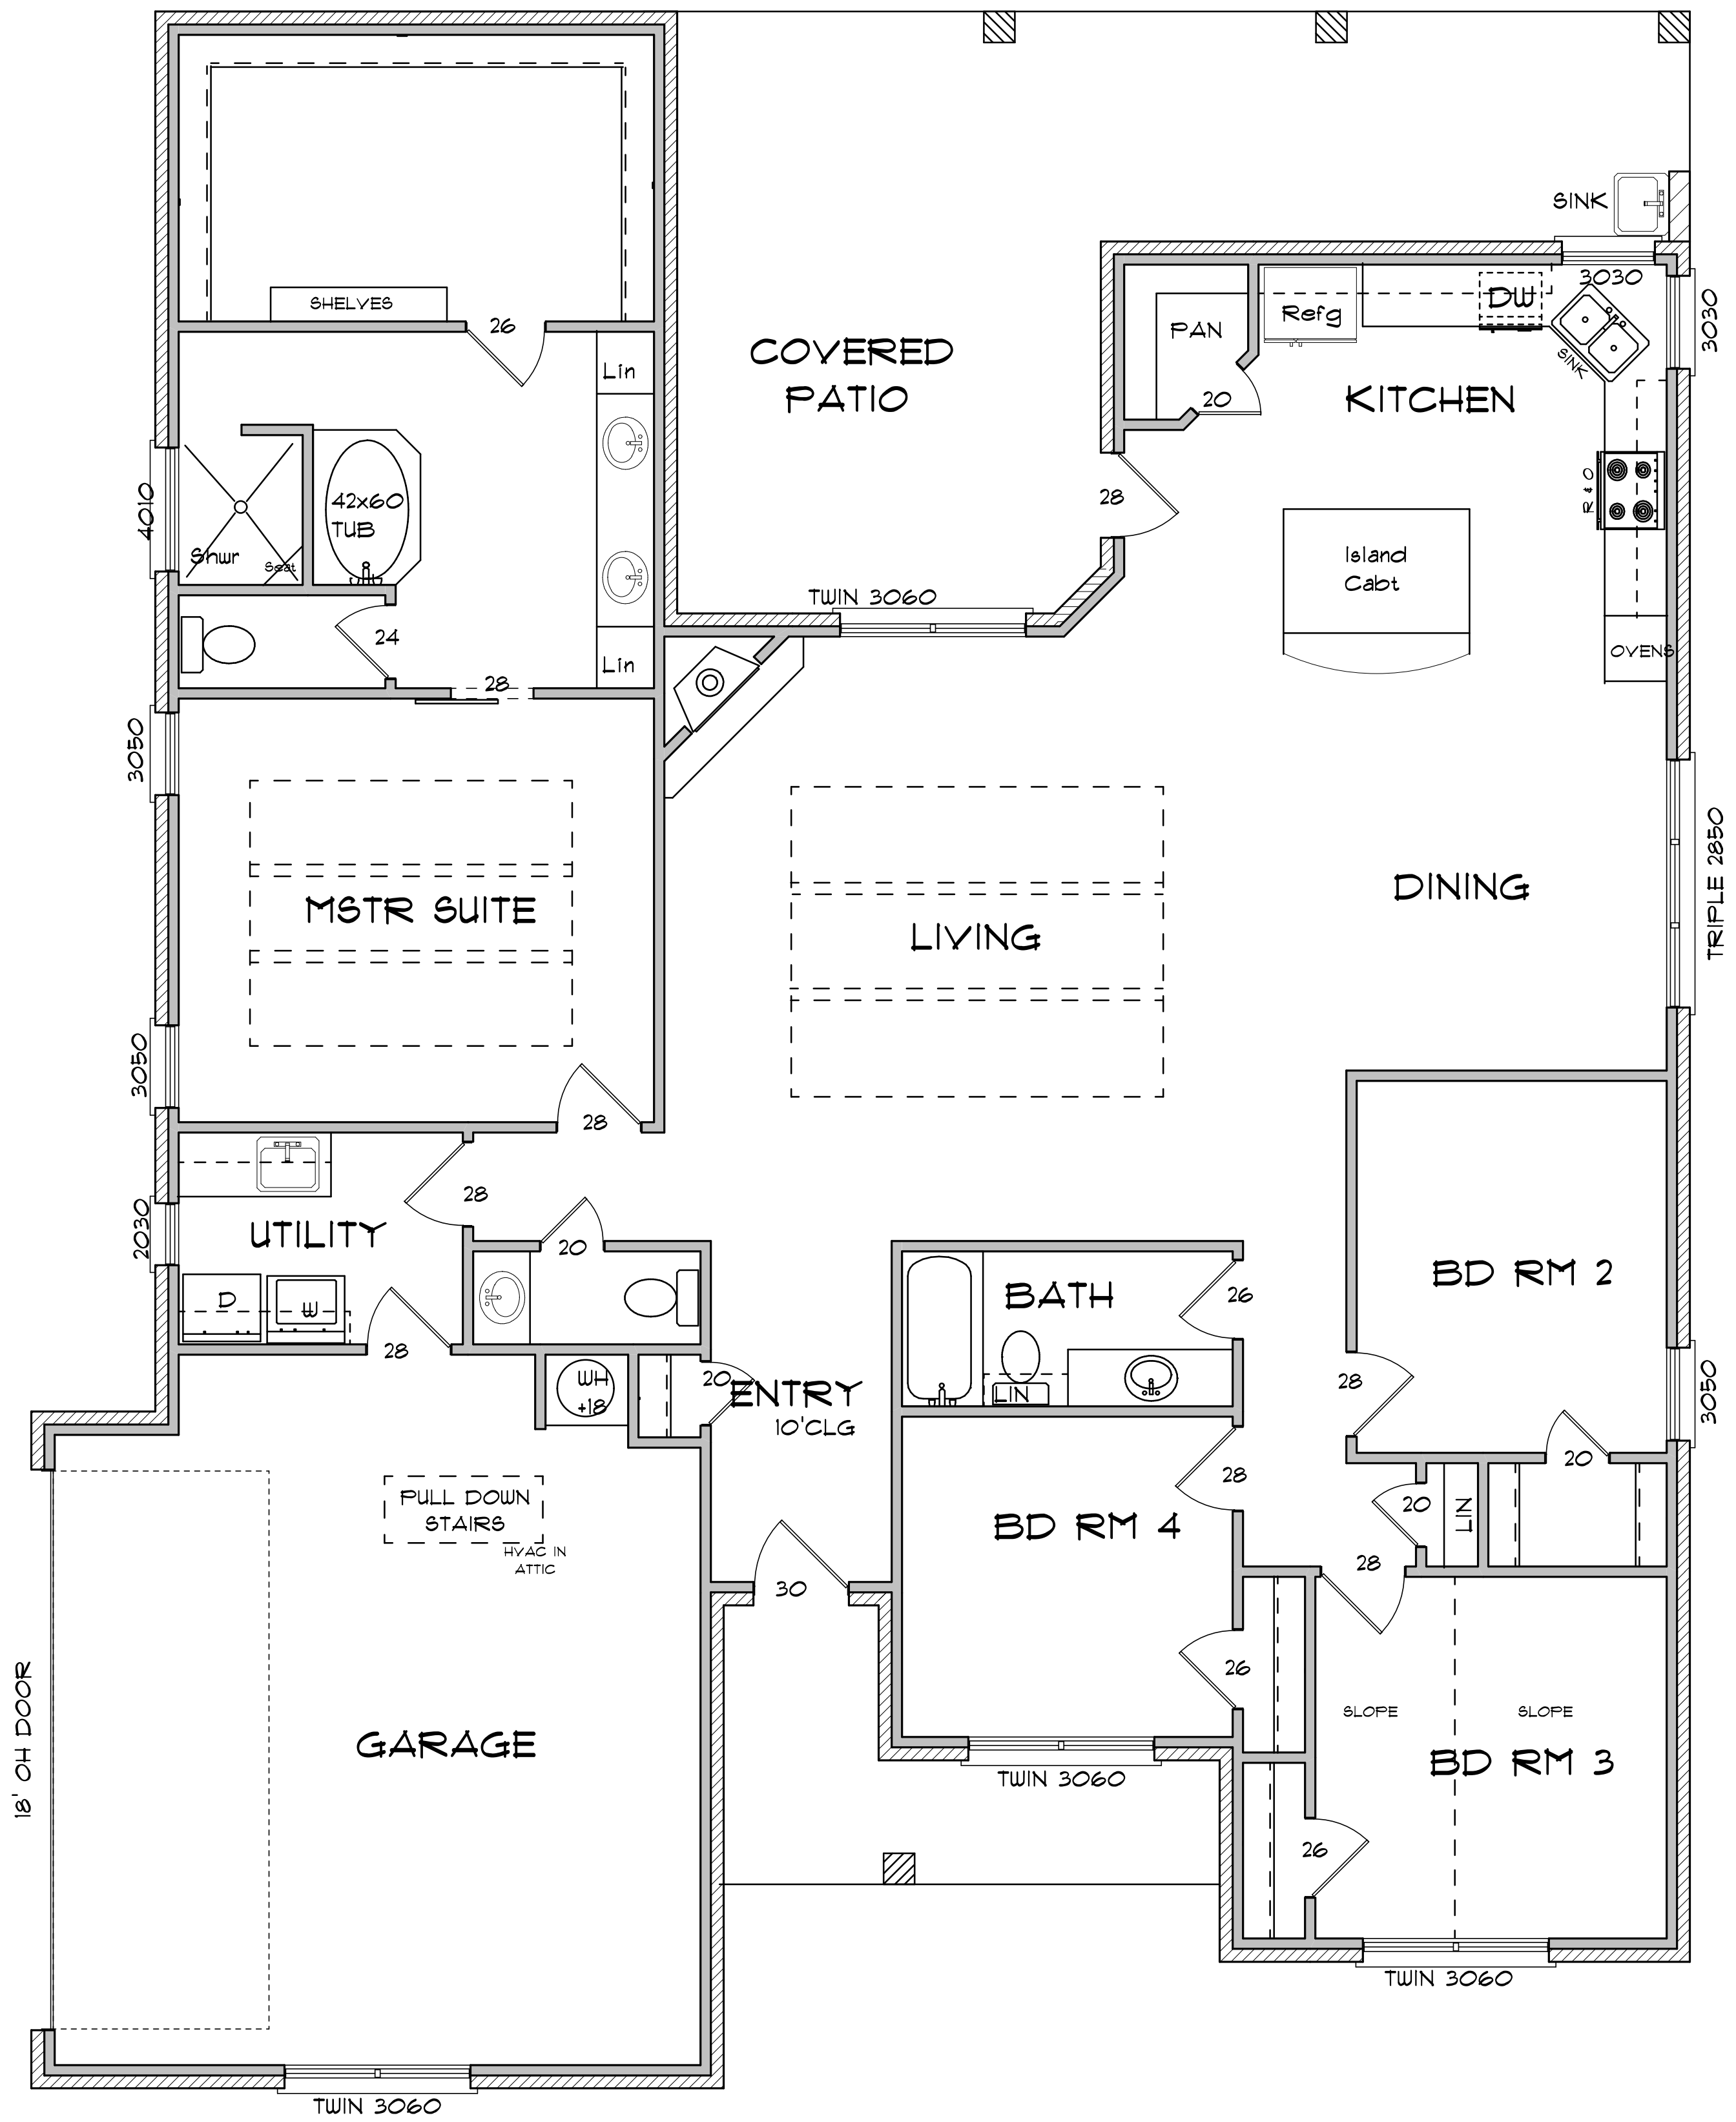 SINK
3030
3030
SHELVES
26
DW
Refg
PAN
SINK
Lin
COVERED
PATIO
20
KITCHEN
4010
42x60
TUB
Shwr
Seat
28
R & O
Island
Cabt
TWIN 3060
24
Lin
OVENS
28
3050
TRIPLE 2850
DINING
MSTR SUITE
LIVING
3050
28
28
2030
UTILITY
20
BD RM 2
D
W
BATH
26
28
WH
+18
20
ENTRY
10'CLG
LIN
28
3050
20
28
PULL DOWN
STAIRS
HVAC IN
ATTIC
BD RM 4
20
LIN
28
30
26
18' OH DOOR
SLOPE
SLOPE
GARAGE
BD RM 3
TWIN 3060
26
TWIN 3060
TWIN 3060